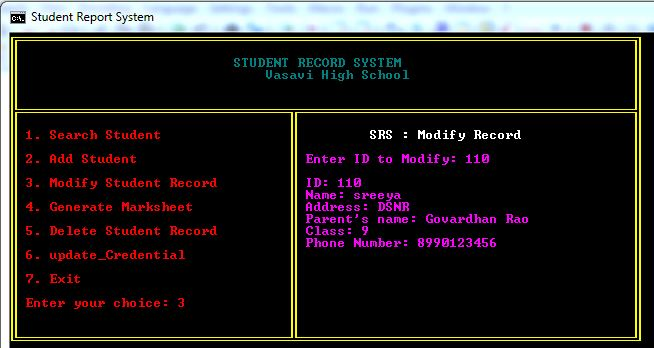 Student Report System
STUDENT RECORD SYSTEM
Vasavi High School
1. Search Student
2. Add Student
3. Modify Student Record
4. Generate Marksheet
5. Delete Student Record
6. update_Credential
7. Exit
Enter your choice: 3
SRS : Modify Record
Enter ID to Modify: 110
ID: 110
Name: sreeya
Address: DSNR
Parent's name: Govardhan Rao
Class: 9
Phone Number: 8990123456